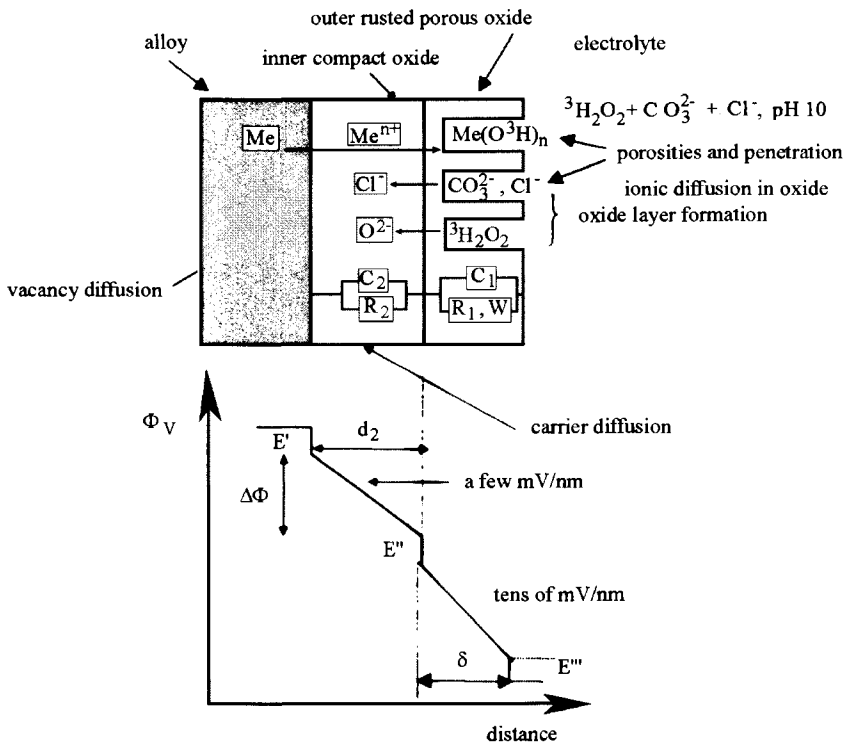 outer rusted porous oxide
alloy
electrolyte
inner compact oxide
³H₂O₂ + C O₃²⁻ + Cl⁻, pH 10
Me
Meⁿ⁺
Me(O³H)ₙ
porosities and penetration
Cl⁻
CO₃²⁻, Cl⁻
ionic diffusion in oxide
oxide layer formation
O²⁻
³H₂O₂
vacancy diffusion
C₂
C₁
R₂
R₁, W
carrier diffusion
Φ V
E'
d₂
a few mV/nm
ΔΦ
E''
tens of mV/nm
δ
E'''
distance